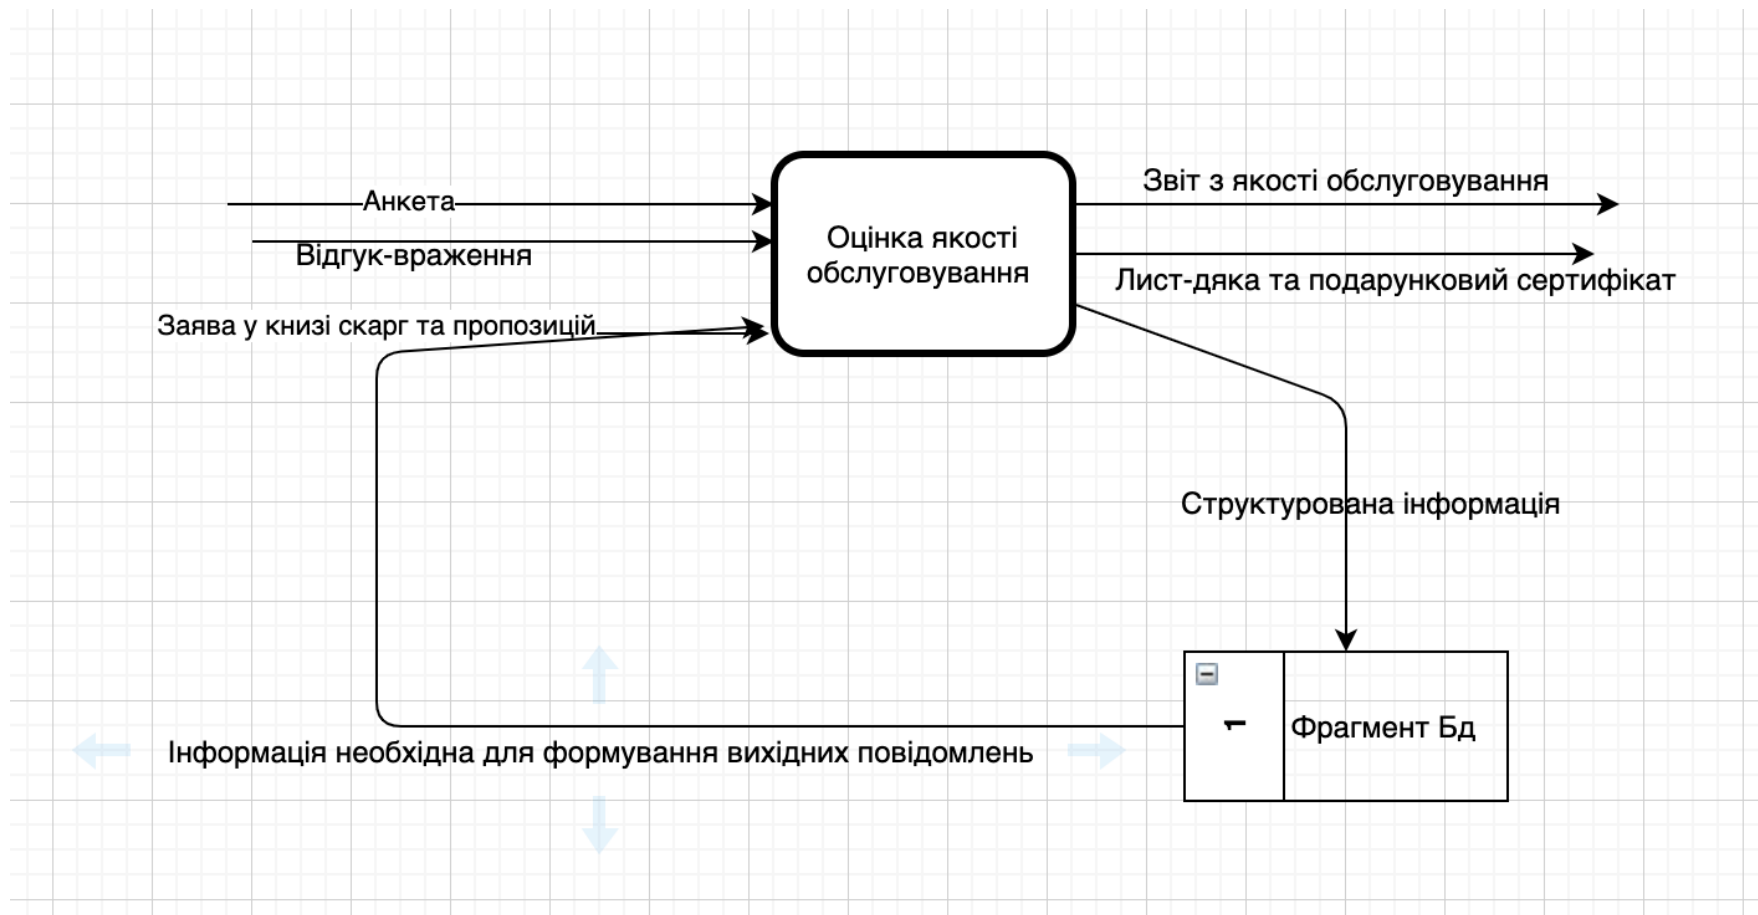 Анкета
Відгук-враження
Заява у книзі скарг та пропозицій
Оцінка якості
обслуговування
Звіт з якості обслуговування
Лист-дяка та подарунковий сертифікат
Структурована інформація
1
Фрагмент Бд
Інформація необхідна для формування вихідних повідомлень